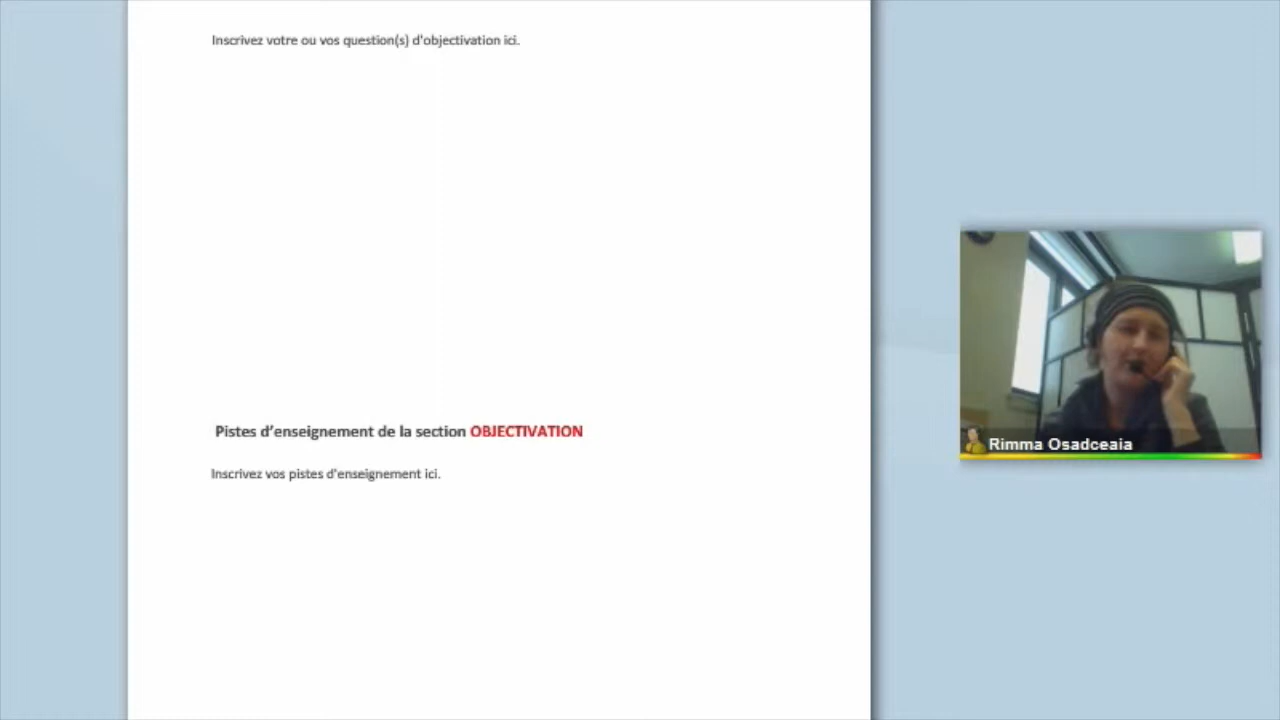 Inscrivez votre ou vos question(s) d'objectivation ici.
Pistes d’enseignement de la section OBJECTIVATION
Inscrivez vos pistes d'enseignement ici.
Rimma Osadceaia